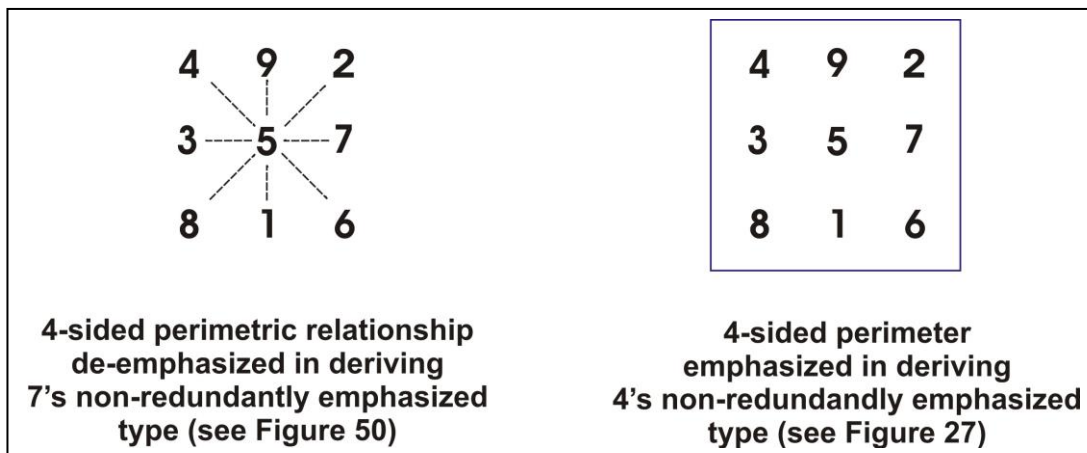 4 9 2
3 5 7
8 1 6
4-sided perimetric relationship
de-emphasized in deriving
7's non-redundantly emphasized
type (see Figure 50)
4 9 2
3 5 7
8 1 6
4-sided perimeter
emphasized in deriving
4's non-redundandly emphasized
type (see Figure 27)